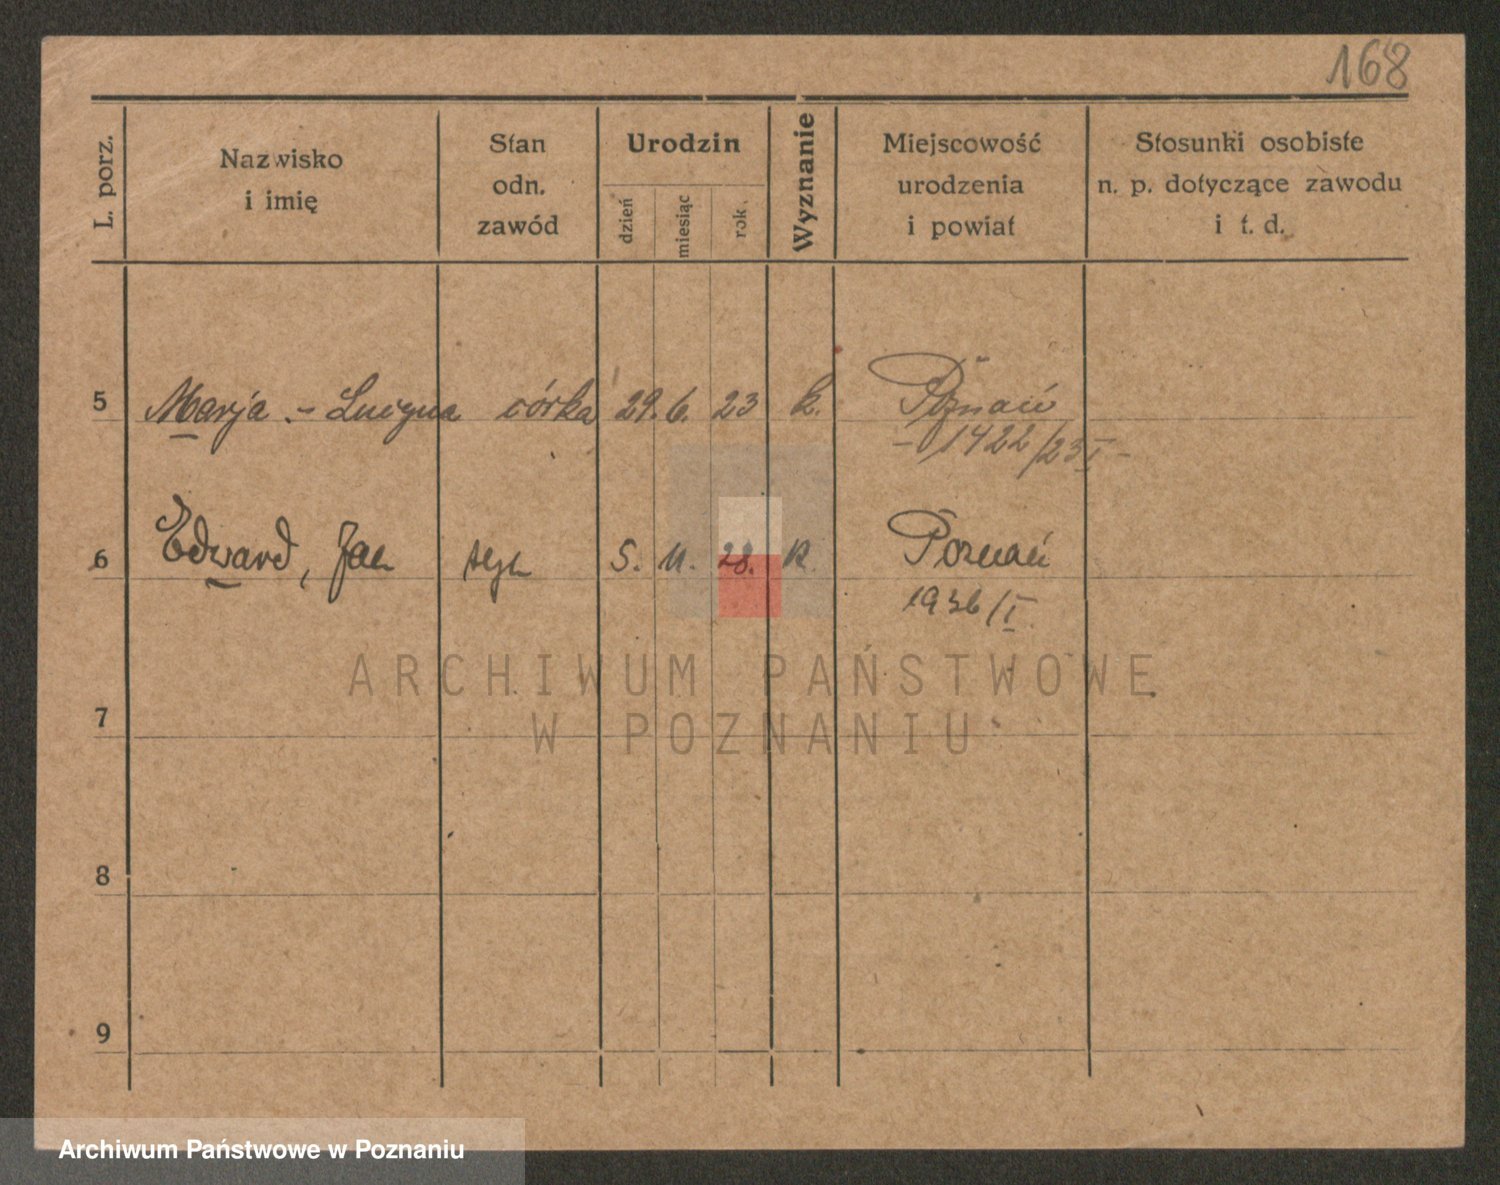 168
L. porz.
Nazwisko
i imię
Stan
odn.
zawód
Urodzin
dzień
miesiąc
rok
Wyznanie
Miejscowość
urodzenia
i powiat
Stosunki osobiste
n. p. dotyczące zawodu
i t. d.
5 Marja - Lucyna córka 29. 6. 23 k. Poznań
- 1422/23 I -
6 Edward, Jan syn 5. 11. 28. k. Poznań
1936/I.
ARCHIWUM PAŃSTWOWE
W POZNANIU
7
8
9
Archiwum Państwowe w Poznaniu